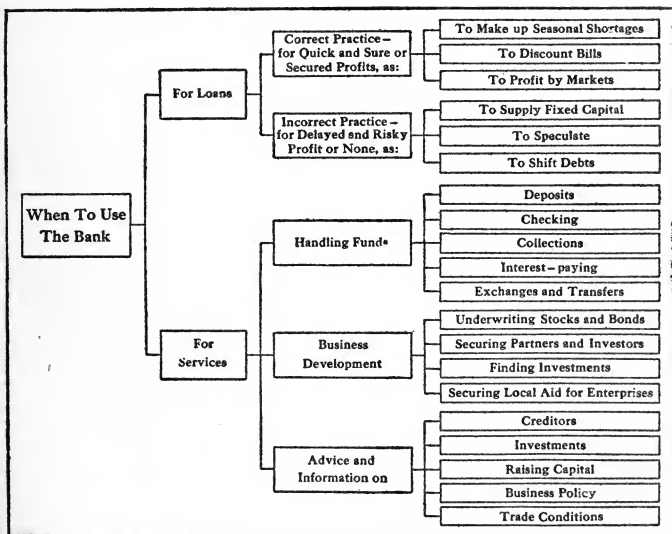 When To Use
The Bank
For Loans
Correct Practice–
for Quick and Sure or
Secured Profits, as:
To Make up Seasonal Shortages
To Discount Bills
To Profit by Markets
Incorrect Practice–
for Delayed and Risky
Profit or None, as:
To Supply Fixed Capital
To Speculate
To Shift Debts
For
Services
Handling Funds
Deposits
Checking
Collections
Interest–paying
Exchanges and Transfers
Business
Development
Underwriting Stocks and Bonds
Securing Partners and Investors
Finding Investments
Securing Local Aid for Enterprises
Advice and
Information on
Creditors
Investments
Raising Capital
Business Policy
Trade Conditions